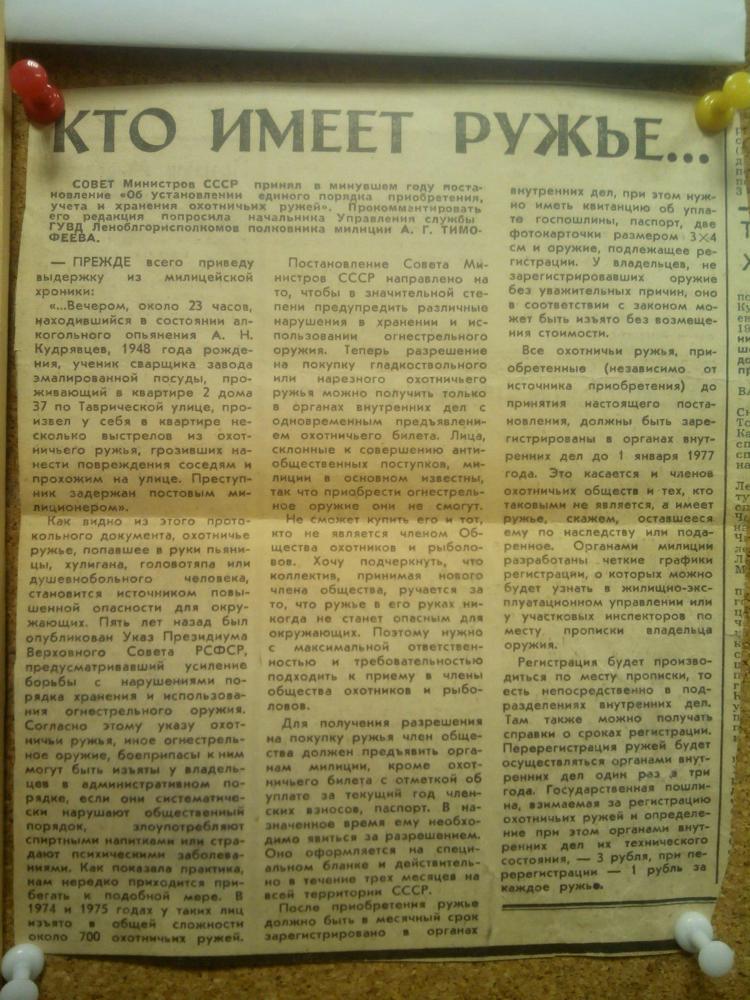 КТО ИМЕЕТ РУЖЬЕ...
СОВЕТ Министров СССР принял в минувшем году поста-
новление «Об установлении единого порядка приобретения,
учета и хранения охотничьих ружей». Прокомментировать
его редакция попросила начальника Управления службы
ГУВД Леноблгорисполкомов полковника милиции А. Г. ТИМО-
ФЕЕВА.
— ПРЕЖДЕ всего приведу
выдержку из милицейской
хроники:
«...Вечером, около 23 часов,
находившийся в состоянии ал-
когольного опьянения А. Н.
Кудрявцев, 1948 года рожде-
ния, ученик сварщика завода
эмалированной посуды, про-
живающий в квартире 2 дома
37 по Таврической улице, про-
извел у себя в квартире не-
сколько выстрелов из охот-
ничьего ружья, грозивших на-
нести повреждения соседям и
прохожим на улице. Преступ-
ник задержан постовым ми-
лиционером».
Как видно из этого прото-
кольного документа, охотничье
ружье, попавшее в руки пьяни-
цы, хулигана, головотяпа или
душевнобольного человека,
становится источником повы-
шенной опасности для окру-
жающих. Пять лет назад был
опубликован Указ Президиума
Верховного Совета РСФСР,
предусматривавший усиление
борьбы с нарушениями по-
рядка хранения и использова-
ния огнестрельного оружия.
Согласно этому указу охот-
ничьи ружья, иное огнестрель-
ное оружие, боеприпасы к ним
могут быть изъяты у владель-
цев в административном по-
рядке, если они систематиче-
ски нарушают общественный
порядок, злоупотребляют
спиртными напитками или стра-
дают психическими заболева-
ниями. Как показала практика,
нам нередко приходится при-
бегать к подобной мере. В
1974 и 1975 годах у таких лиц
изъято в общей сложности
около 700 охотничьих ружей.
Постановление Совета Ми-
нистров СССР направлено на
то, чтобы в значительной сте-
пени предупредить различные
нарушения в хранении и ис-
пользовании огнестрельного
оружия. Теперь разрешение
на покупку гладкоствольного
или нарезного охотничьего
ружья можно получить только
в органах внутренних дел с
одновременным предъявлени-
ем охотничьего билета. Лица,
склонные к совершению анти-
общественных поступков, ми-
лиции в основном известны,
так что приобрести огнестрель-
ное оружие они не смогут.
Не сможет купить его и тот,
кто не является членом Об-
щества охотников и рыболо-
вов. Хочу подчеркнуть, что
коллектив, принимая нового
члена общества, ручается за
то, что ружье в его руках ни-
когда не станет опасным для
окружающих. Поэтому нужно
с максимальной ответствен-
ностью и требовательностью
подходить к приему в члены
общества охотников и рыбо-
ловов.
Для получения разрешения
на покупку ружья член обще-
ства должен предъявить орга-
нам милиции, кроме охот-
ничьего билета с отметкой об
уплате за текущий год член-
ских взносов, паспорт. В на-
значенное время ему необхо-
димо явиться за разрешением.
Оно оформляется на специ-
альном бланке и действитель-
но в течение трех месяцев на
всей территории СССР.
После приобретения ружье
должно быть в месячный срок
зарегистрировано в органах
внутренних дел, при этом нуж-
но иметь квитанцию об упла-
те госпошлины, паспорт, две
фотокарточки размером 3×4
см и оружие, подлежащее ре-
гистрации. У владельцев, не
зарегистрировавших оружие
без уважительных причин, оно
в соответствии с законом мо-
жет быть изъято без возмеще-
ния стоимости.
Все охотничьи ружья, при-
обретенные (независимо от
источника приобретения) до
принятия настоящего поста-
новления, должны быть заре-
гистрированы в органах внут-
ренних дел до 1 января 1977
года. Это касается и членов
охотничьих обществ и тех, кто
таковыми не является, а имеет
ружье, скажем, оставшееся
ему по наследству или пода-
ренное. Органами милиции
разработаны четкие графики
регистрации, о которых можно
будет узнать в жилищно-экс-
плуатационном управлении или
у участковых инспекторов по
месту прописки владельца
оружия.
Регистрация будет произво-
диться по месту прописки, то
есть непосредственно в под-
разделениях внутренних дел.
Там также можно получать
справки о сроках регистрации.
Перерегистрация ружей будет
осуществляться органами внут-
ренних дел один раз в три
года. Государственная пошли-
на, взимаемая за регистрацию
охотничьих ружей и определе-
ние при этом органами внут-
ренних дел их технического
состояния, — 3 рубля, при пе-
ререгистрации — 1 рубль за
каждое ружье.